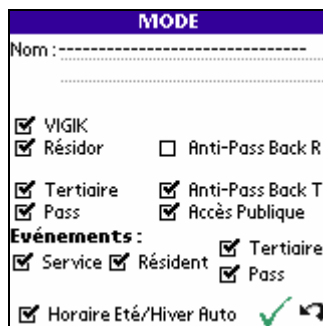 MODE
Nom :
VIGIK
Résidor Anti-Pass Back R
Tertiaire Anti-Pass Back T
Pass Accès Publique
Evénements :
Service Résident Tertiaire
Pass
Horaire Eté/Hiver Auto